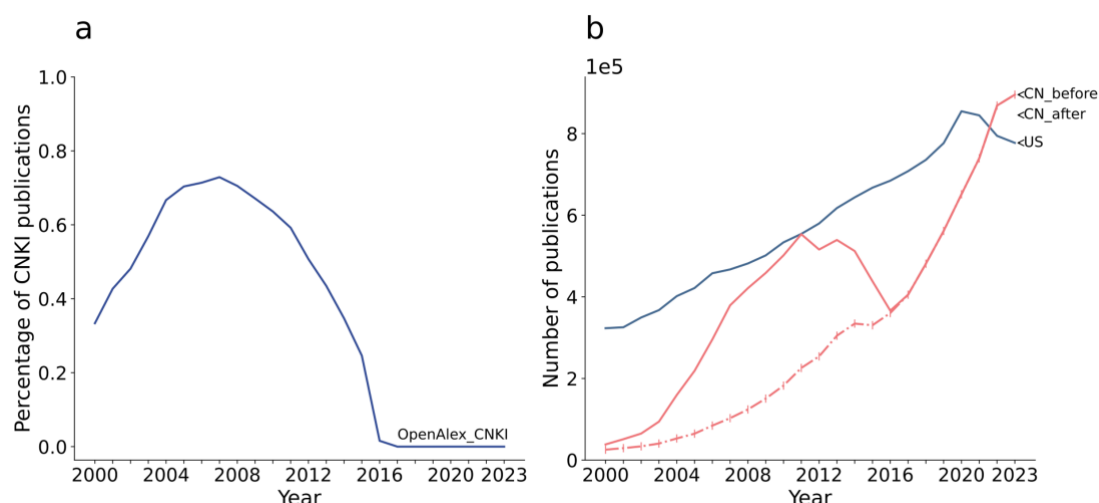 a
Percentage of CNKI publications
1.0
0.8
0.6
0.4
0.2
0.0
OpenAlex_CNKI
2000 2004 2008 2012 2016 2020 2023
Year
b
1e5
Number of publications
8
6
4
2
0
<CN_before
<CN_after
<US
2000 2004 2008 2012 2016 2020 2023
Year